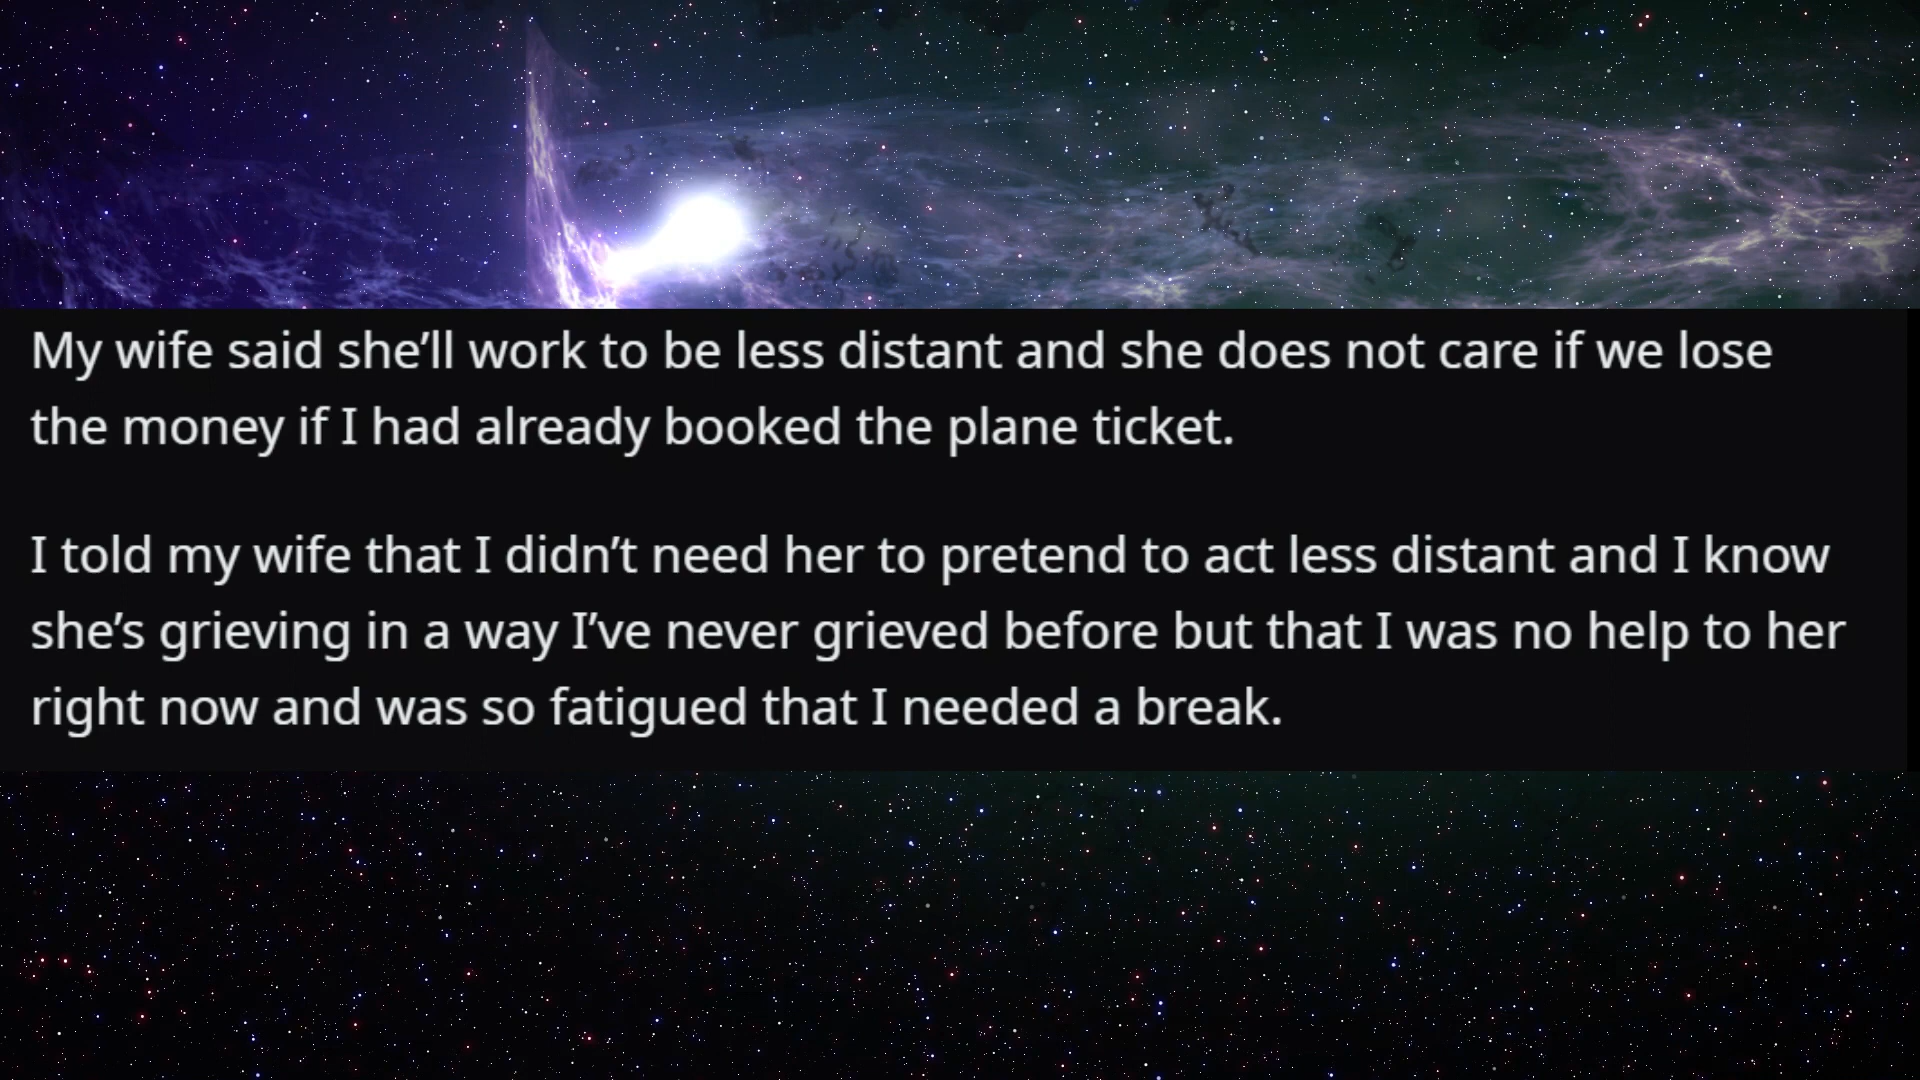 My wife said she’ll work to be less distant and she does not care if we lose
the money if I had already booked the plane ticket.
I told my wife that I didn’t need her to pretend to act less distant and I know
she’s grieving in a way I’ve never grieved before but that I was no help to her
right now and was so fatigued that I needed a break.